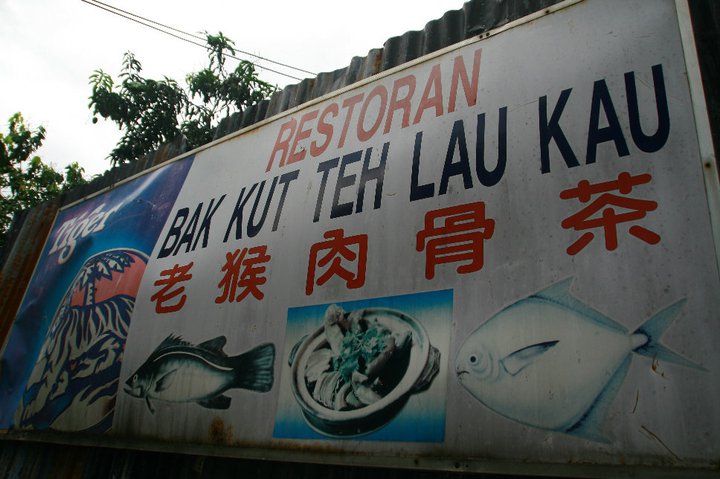 RESTORAN
BAK KUT TEH LAU KAU
老猴肉骨茶
Tiger